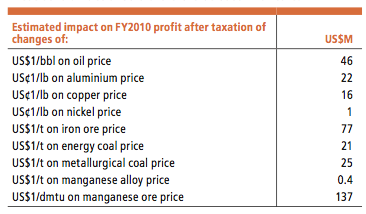 Estimated impact on FY2010 profit after taxation of
changes of: US$M
US$1/bbl on oil price 46
US¢1/lb on aluminium price 22
US¢1/lb on copper price 16
US¢1/lb on nickel price 1
US$1/t on iron ore price 77
US$1/t on energy coal price 21
US$1/t on metallurgical coal price 25
US$1/t on manganese alloy price 0.4
US$1/dmtu on manganese ore price 137